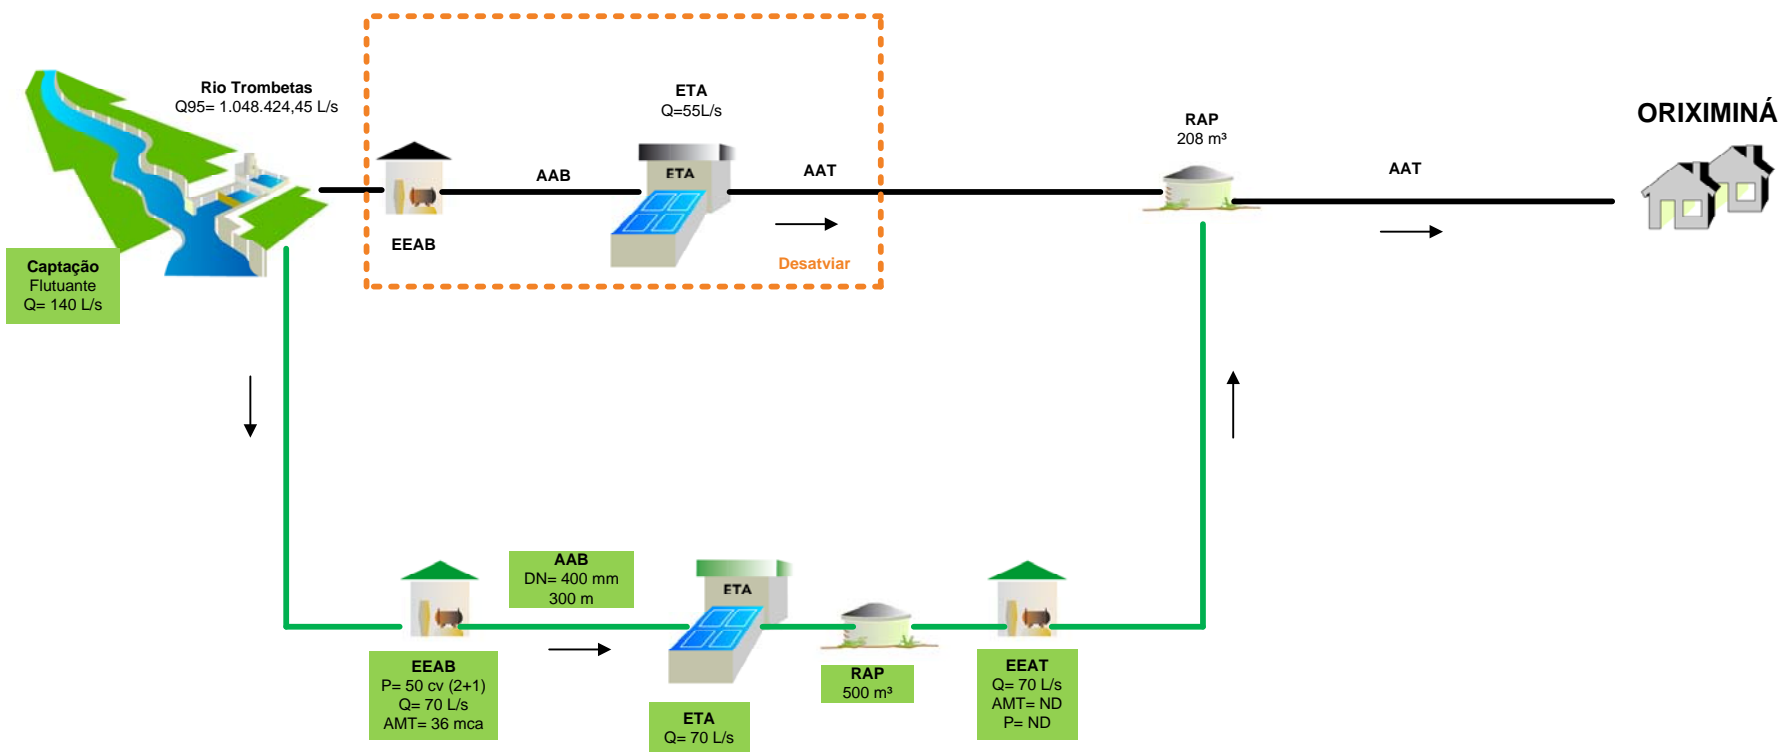 Rio Trombetas
Q95= 1.048.424,45 L/s
ETA
Q=55L/s
ORIXIMINÁ
RAP
208 m³
AAB
ETA
AAT
AAT
EEAB
Desatviar
Captação
Flutuante
Q= 140 L/s
AAB
DN= 400 mm
300 m
ETA
EEAB
P= 50 cv (2+1)
Q= 70 L/s
AMT= 36 mca
ETA
Q= 70 L/s
RAP
500 m³
EEAT
Q= 70 L/s
AMT= ND
P= ND